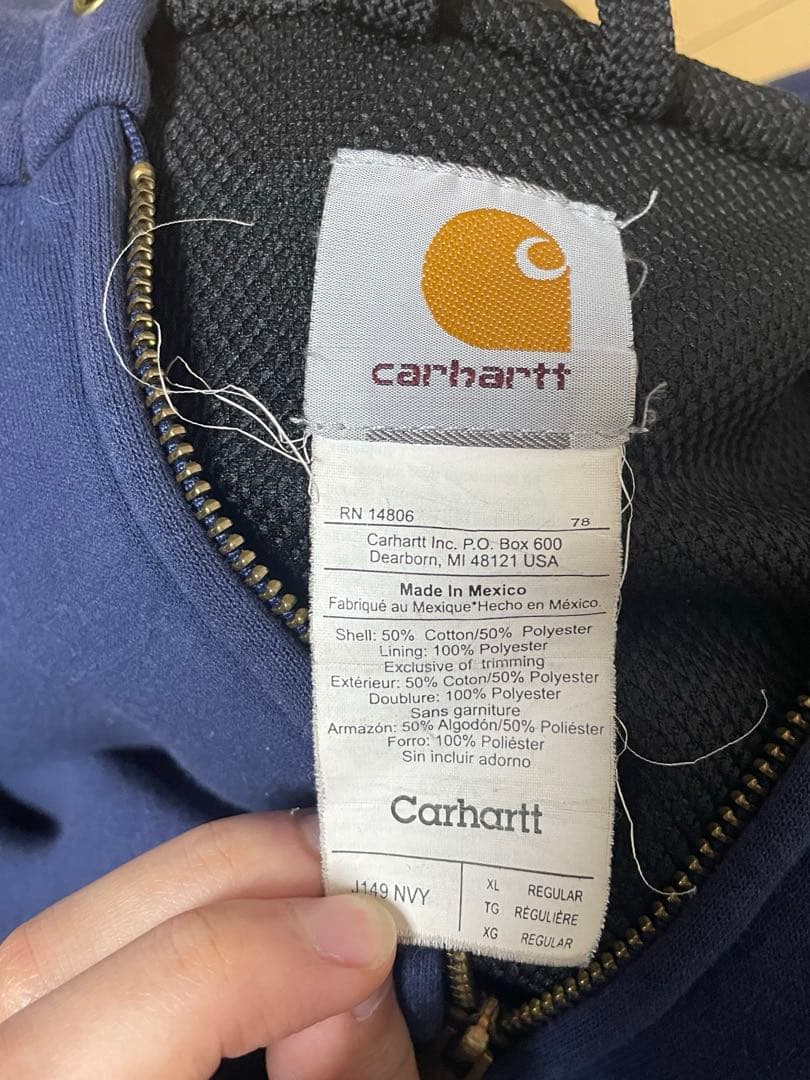 carhartt
RN 14806 78
Carhartt Inc. P.O. Box 600
Dearborn, MI 48121 USA
Made In Mexico
Fabriqué au Mexique*Hecho en México.
Shell: 50% Cotton/50% Polyester
Lining: 100% Polyester
Exclusive of trimming
Extérieur: 50% Coton/50% Polyester
Doublure: 100% Polyester
Sans garniture
Armazón: 50% Algodón/50% Poliéster
Forro: 100% Poliéster
Sin incluir adorno
Carhartt
J149 NVY
XL REGULAR
TG RÉGULIÈRE
XG REGULAR